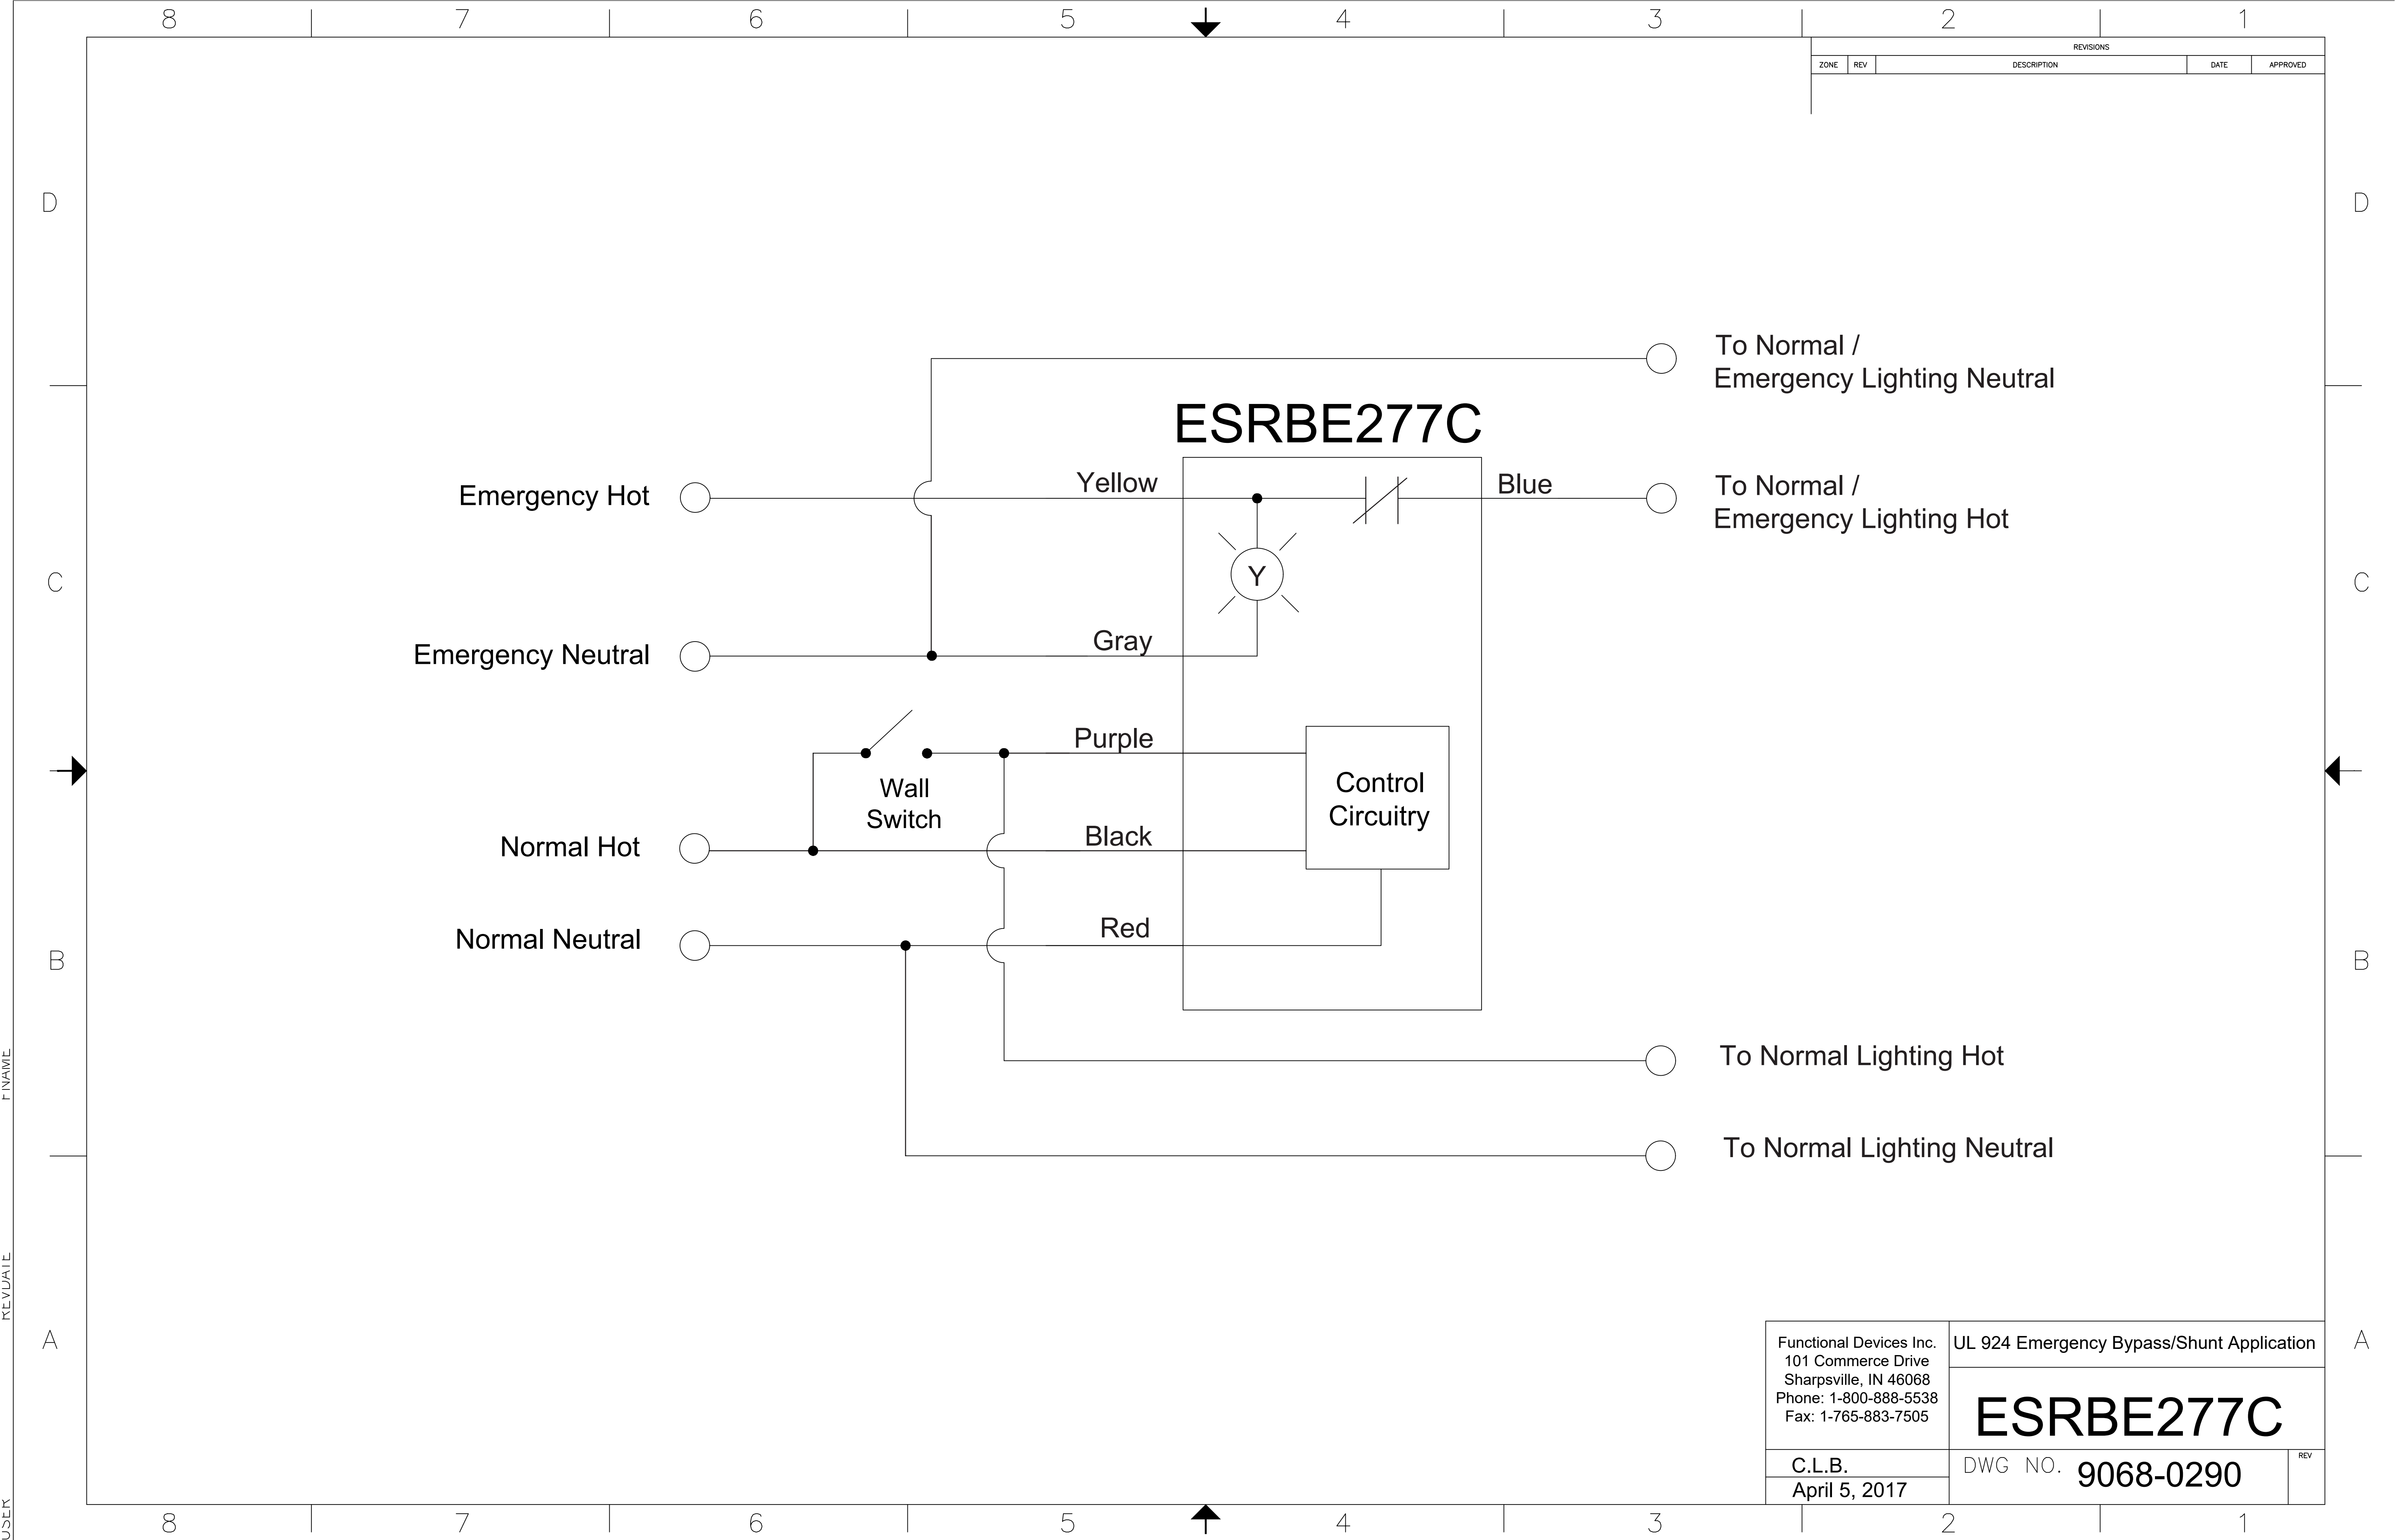 8 7 6 5 4 3 2 1
REVISIONS
ZONE REV DESCRIPTION DATE APPROVED
D D
To Normal /
Emergency Lighting Neutral
ESRBE277C
Emergency Hot Yellow Blue To Normal /
Emergency Lighting Hot
C Y C
Emergency Neutral Gray
Purple
Wall
Switch
Control
Circuitry
Normal Hot Black
Normal Neutral Red
B B
FNAME
To Normal Lighting Hot
To Normal Lighting Neutral
REVDATE
A A
Functional Devices Inc.
101 Commerce Drive
Sharpsville, IN 46068
Phone: 1-800-888-5538
Fax: 1-765-883-7505
UL 924 Emergency Bypass/Shunt Application
ESRBE277C
C.L.B.
April 5, 2017
DWG NO. 9068-0290 REV
USER
8 7 6 5 4 3 2 1